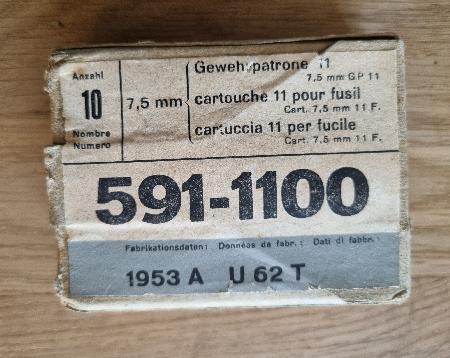 Anzahl
10
Nombre
Numero
7,5 mm
Gewehrpatrone 11
7,5 mm GP 11
cartouche 11 pour fusil
Cart. 7,5 mm 11 F.
cartuccia 11 per fucile
Cart. 7,5 mm 11 F.
591-1100
Fabrikationsdaten: Données de fabr.: Dati di fabbr.:
1953 A U 62 T